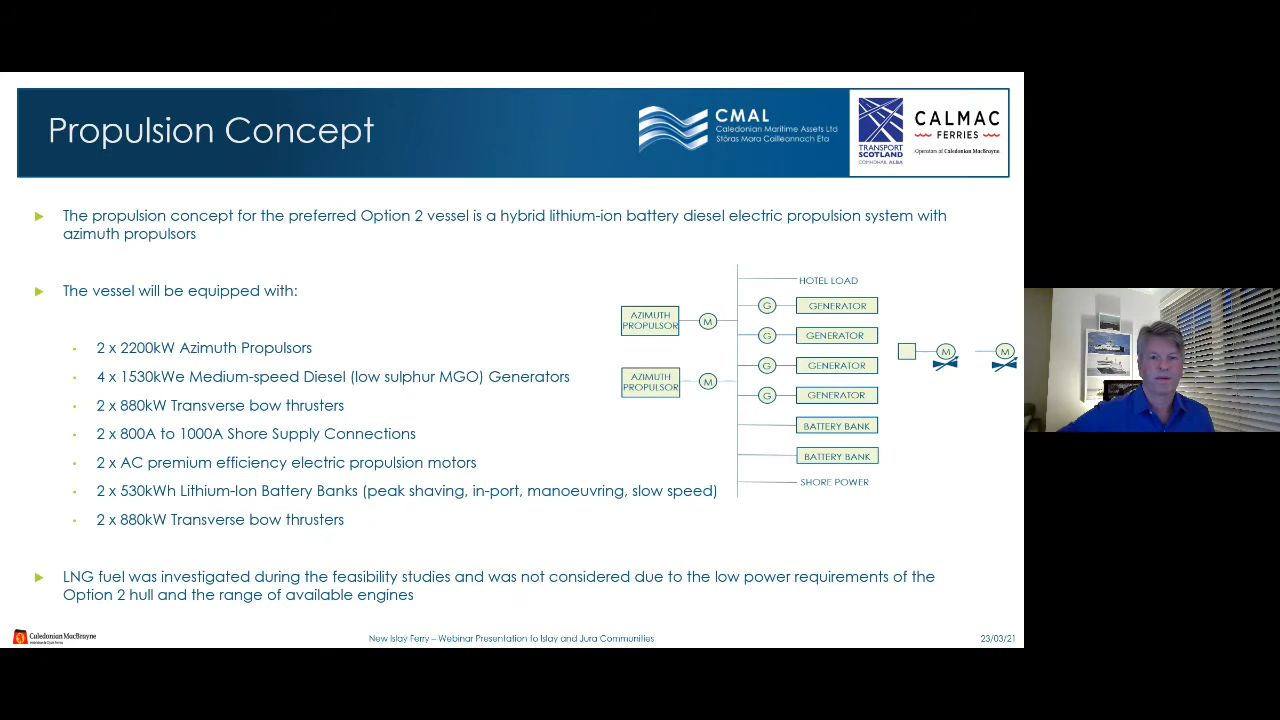 Propulsion Concept
CMAL
Caledonian Maritime Assets Ltd
Stòras Mara Cailleannach Eta
TRANSPORT
SCOTLAND
CÒMHDHAIL ALBA
CALMAC
FERRIES
Operators of Caledonian MacBrayne
The propulsion concept for the preferred Option 2 vessel is a hybrid lithium-ion battery diesel electric propulsion system with
azimuth propulsors
The vessel will be equipped with:
2 x 2200kW Azimuth Propulsors
4 x 1530kWe Medium-speed Diesel (low sulphur MGO) Generators
2 x 880kW Transverse bow thrusters
2 x 800A to 1000A Shore Supply Connections
2 x AC premium efficiency electric propulsion motors
2 x 530kWh Lithium-Ion Battery Banks (peak shaving, in-port, manoeuvring, slow speed)
2 x 880kW Transverse bow thrusters
HOTEL LOAD
AZIMUTH
PROPULSOR
M
G
GENERATOR
G
GENERATOR
G
GENERATOR
M
M
AZIMUTH
PROPULSOR
M
G
GENERATOR
BATTERY BANK
BATTERY BANK
SHORE POWER
LNG fuel was investigated during the feasibility studies and was not considered due to the low power requirements of the
Option 2 hull and the range of available engines
Caledonian MacBrayne
New Islay Ferry – Webinar Presentation to Islay and Jura Communities
23/03/21